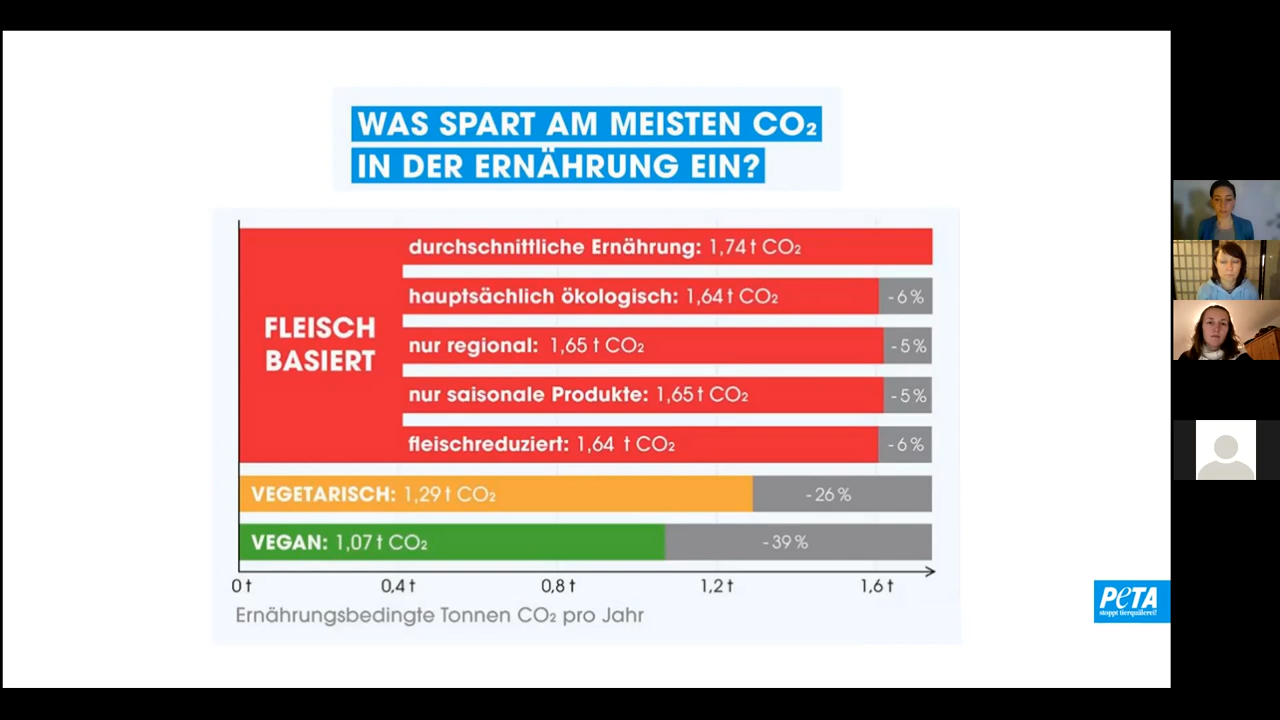 WAS SPART AM MEISTEN CO₂
IN DER ERNÄHRUNG EIN?
durchschnittliche Ernährung: 1,74 t CO₂
hauptsächlich ökologisch: 1,64 t CO₂
- 6 %
FLEISCH
BASIERT
nur regional: 1,65 t CO₂
- 5 %
nur saisonale Produkte: 1,65 t CO₂
- 5 %
fleischreduziert: 1,64 t CO₂
- 6 %
VEGETARISCH: 1,29 t CO₂
- 26 %
VEGAN: 1,07 t CO₂
- 39 %
0 t
0,4 t
0,8 t
1,2 t
1,6 t
Ernährungsbedingte Tonnen CO₂ pro Jahr
PeTA
stoppt tierquälerei!